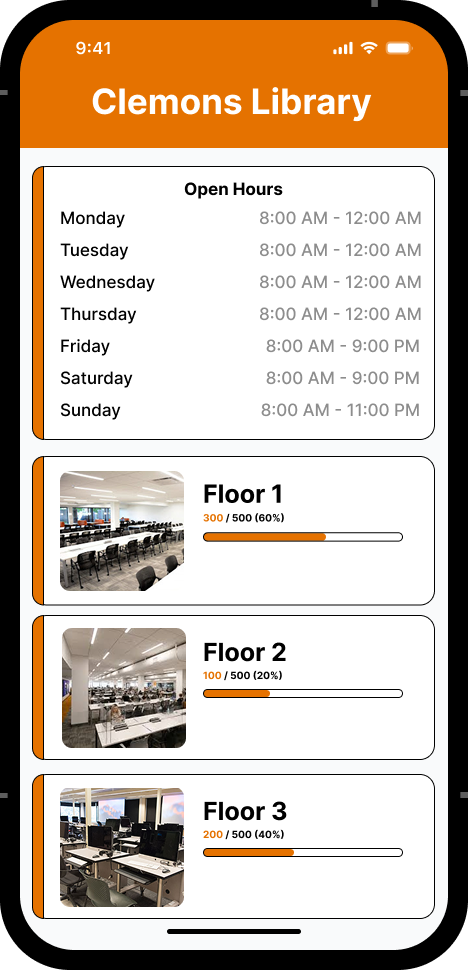 9:41
Clemons Library
Open Hours
Monday 8:00 AM - 12:00 AM
Tuesday 8:00 AM - 12:00 AM
Wednesday 8:00 AM - 12:00 AM
Thursday 8:00 AM - 12:00 AM
Friday 8:00 AM - 9:00 PM
Saturday 8:00 AM - 9:00 PM
Sunday 8:00 AM - 11:00 PM
Floor 1
300 / 500 (60%)
Floor 2
100 / 500 (20%)
Floor 3
200 / 500 (40%)